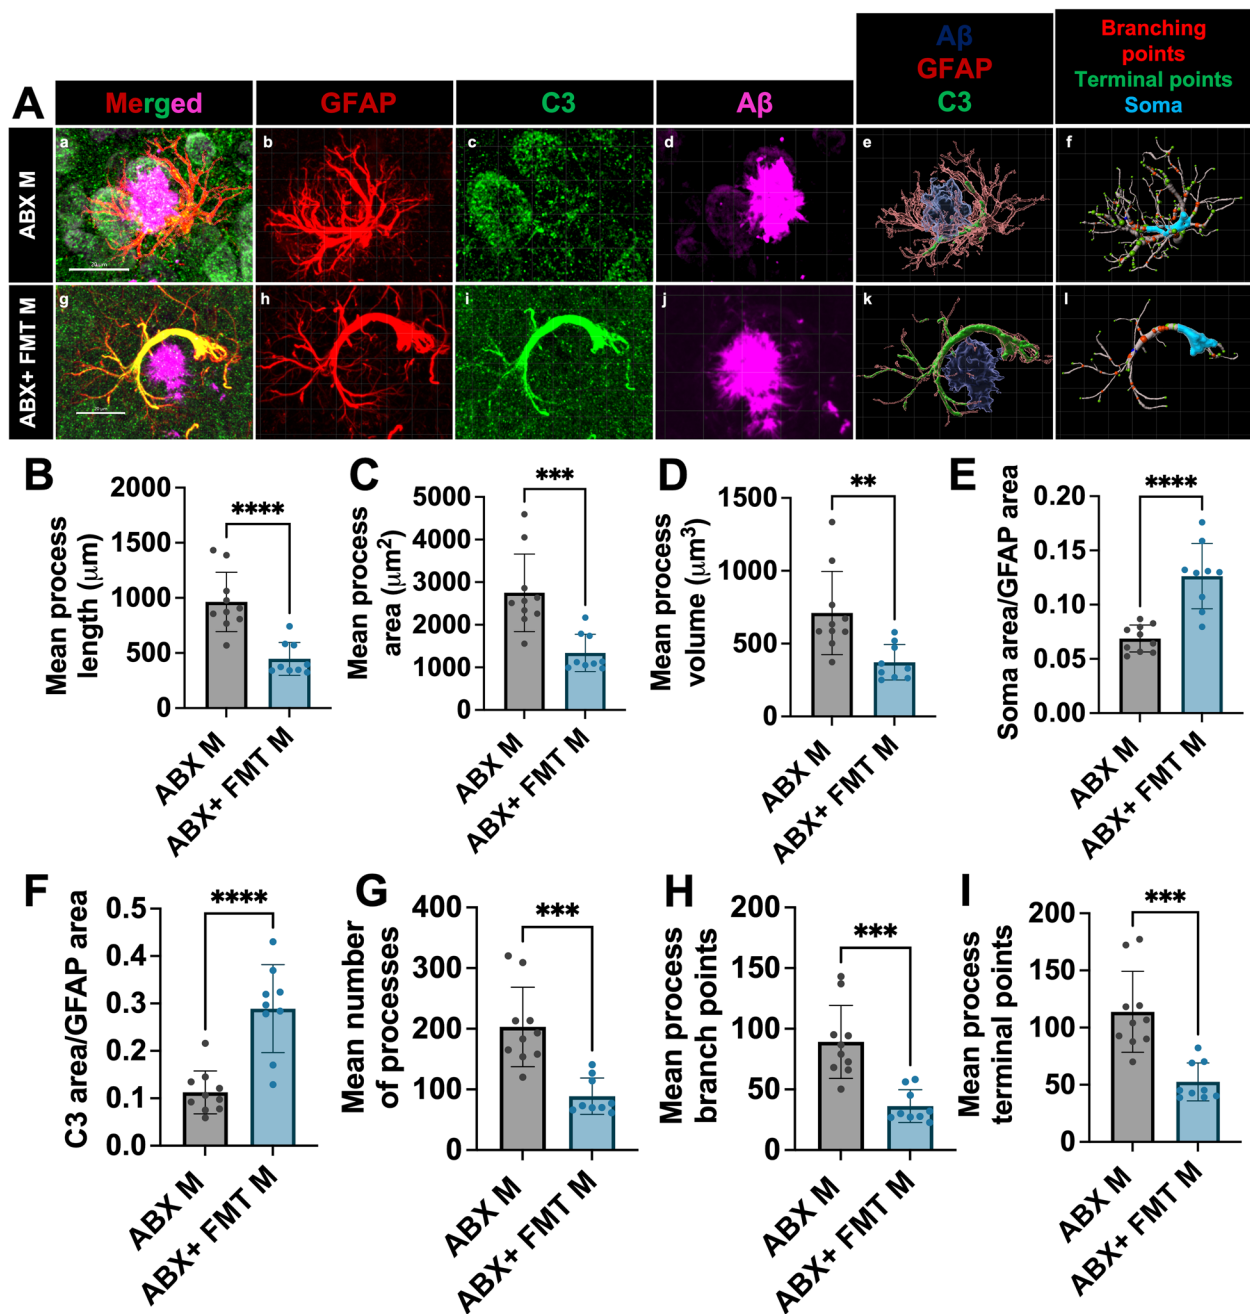 Aβ
GFAP
C3
Branching
points
Terminal points
Soma
A
Merged
GFAP
C3
Aβ
ABX M
a
b
c
d
e
f
20 μm
ABX+ FMT M
g
h
i
j
k
l
B
Mean process
length (μm)
2000
1500
1000
500
0
****
ABX M
ABX+ FMT M
C
Mean process
area (μm²)
5000
4000
3000
2000
1000
0
***
ABX M
ABX+ FMT M
D
Mean process
volume (μm³)
1500
1000
500
0
**
ABX M
ABX+ FMT M
E
Soma area/GFAP area
0.20
0.15
0.10
0.05
0.00
****
ABX M
ABX+ FMT M
F
C3 area/GFAP area
0.5
0.4
0.3
0.2
0.1
0.0
****
ABX M
ABX+ FMT M
G
Mean number
of processes
400
300
200
100
0
***
ABX M
ABX+ FMT M
H
Mean process
branch points
200
150
100
50
0
***
ABX M
ABX+ FMT M
I
Mean process
terminal points
200
150
100
50
0
***
ABX M
ABX+ FMT M